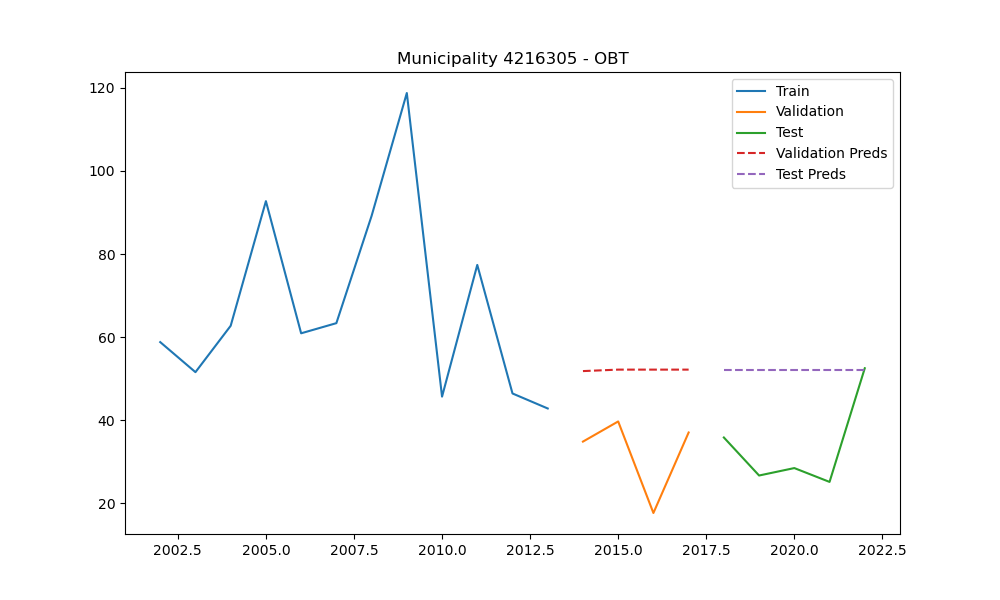 Municipality 4216305 - OBT
Train
Validation
Test
Validation Preds
Test Preds
120
100
80
60
40
20
2002.5 2005.0 2007.5 2010.0 2012.5 2015.0 2017.5 2020.0 2022.5